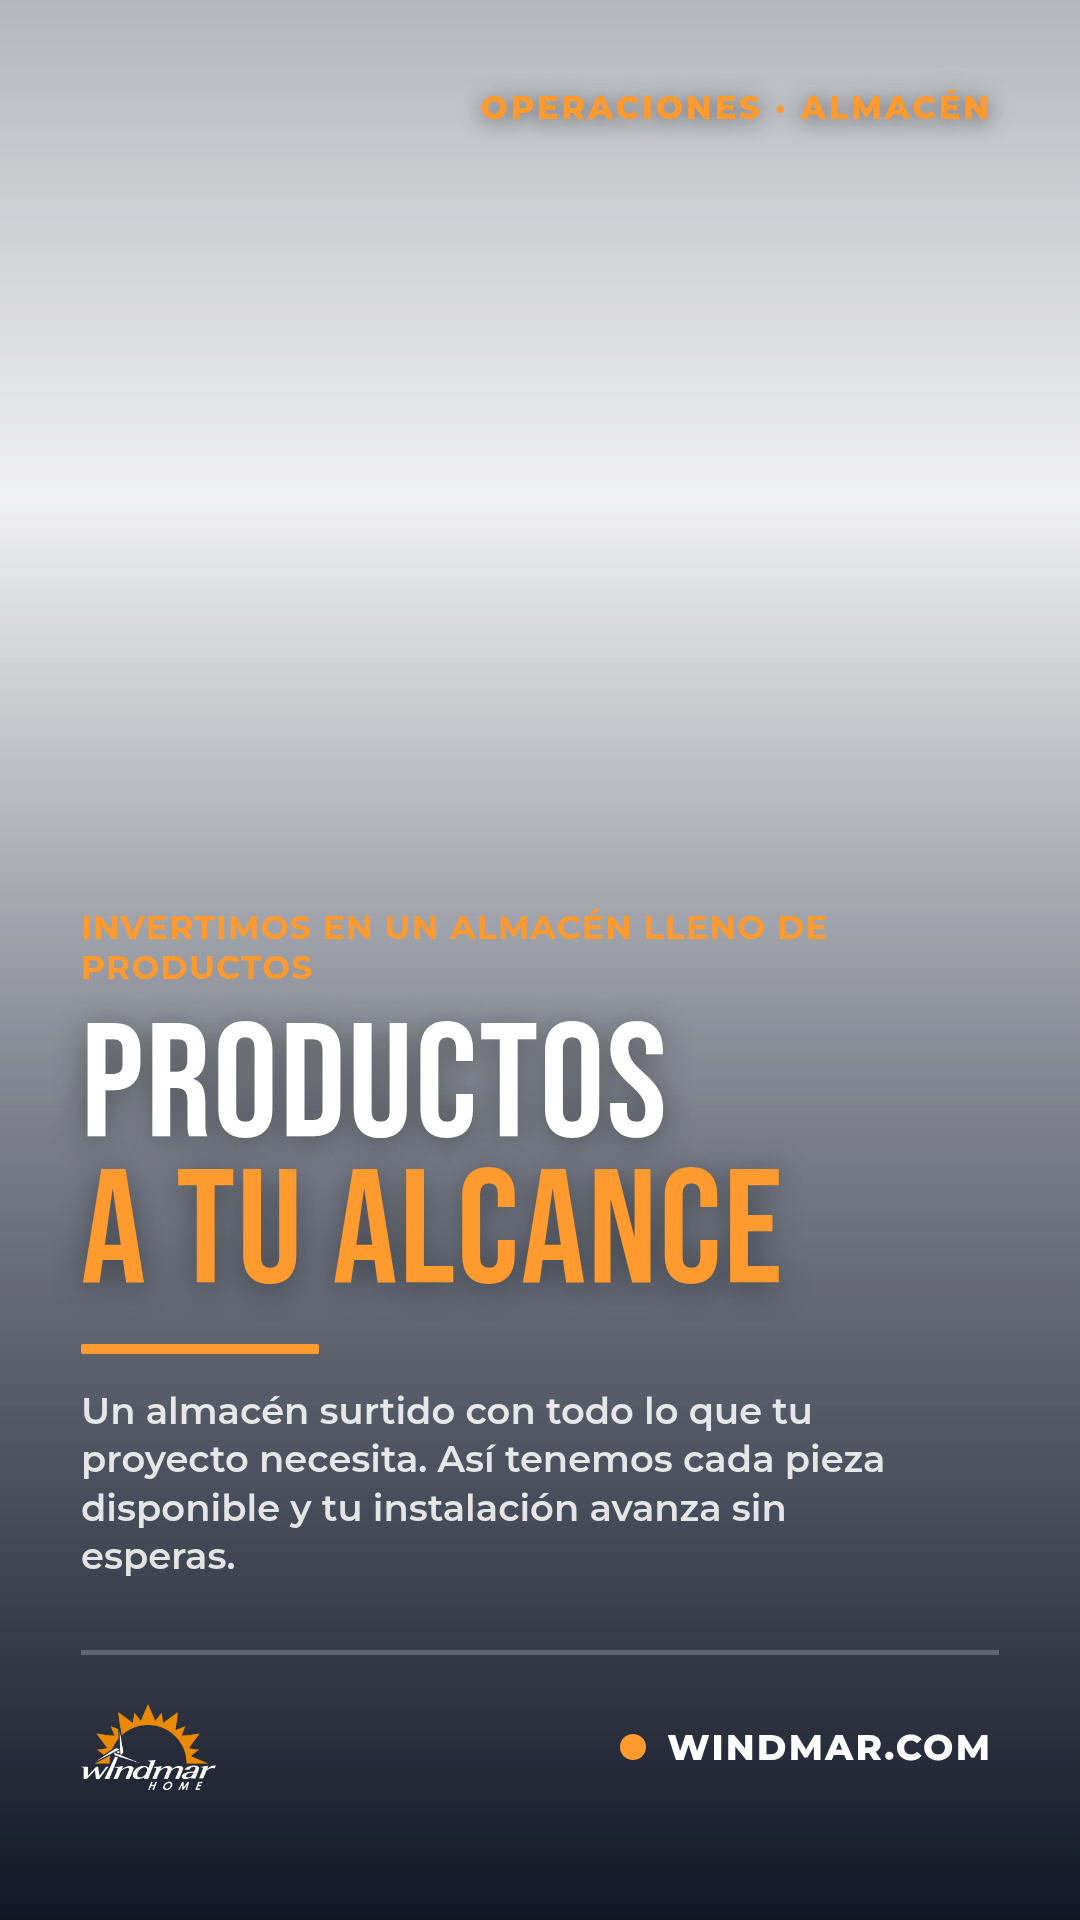 OPERACIONES · ALMACÉN
INVERTIMOS EN UN ALMACÉN LLENO DE
PRODUCTOS
PRODUCTOS
A TU ALCANCE
Un almacén surtido con todo lo que tu
proyecto necesita. Así tenemos cada pieza
disponible y tu instalación avanza sin
esperas.
windmar
HOME
WINDMAR.COM